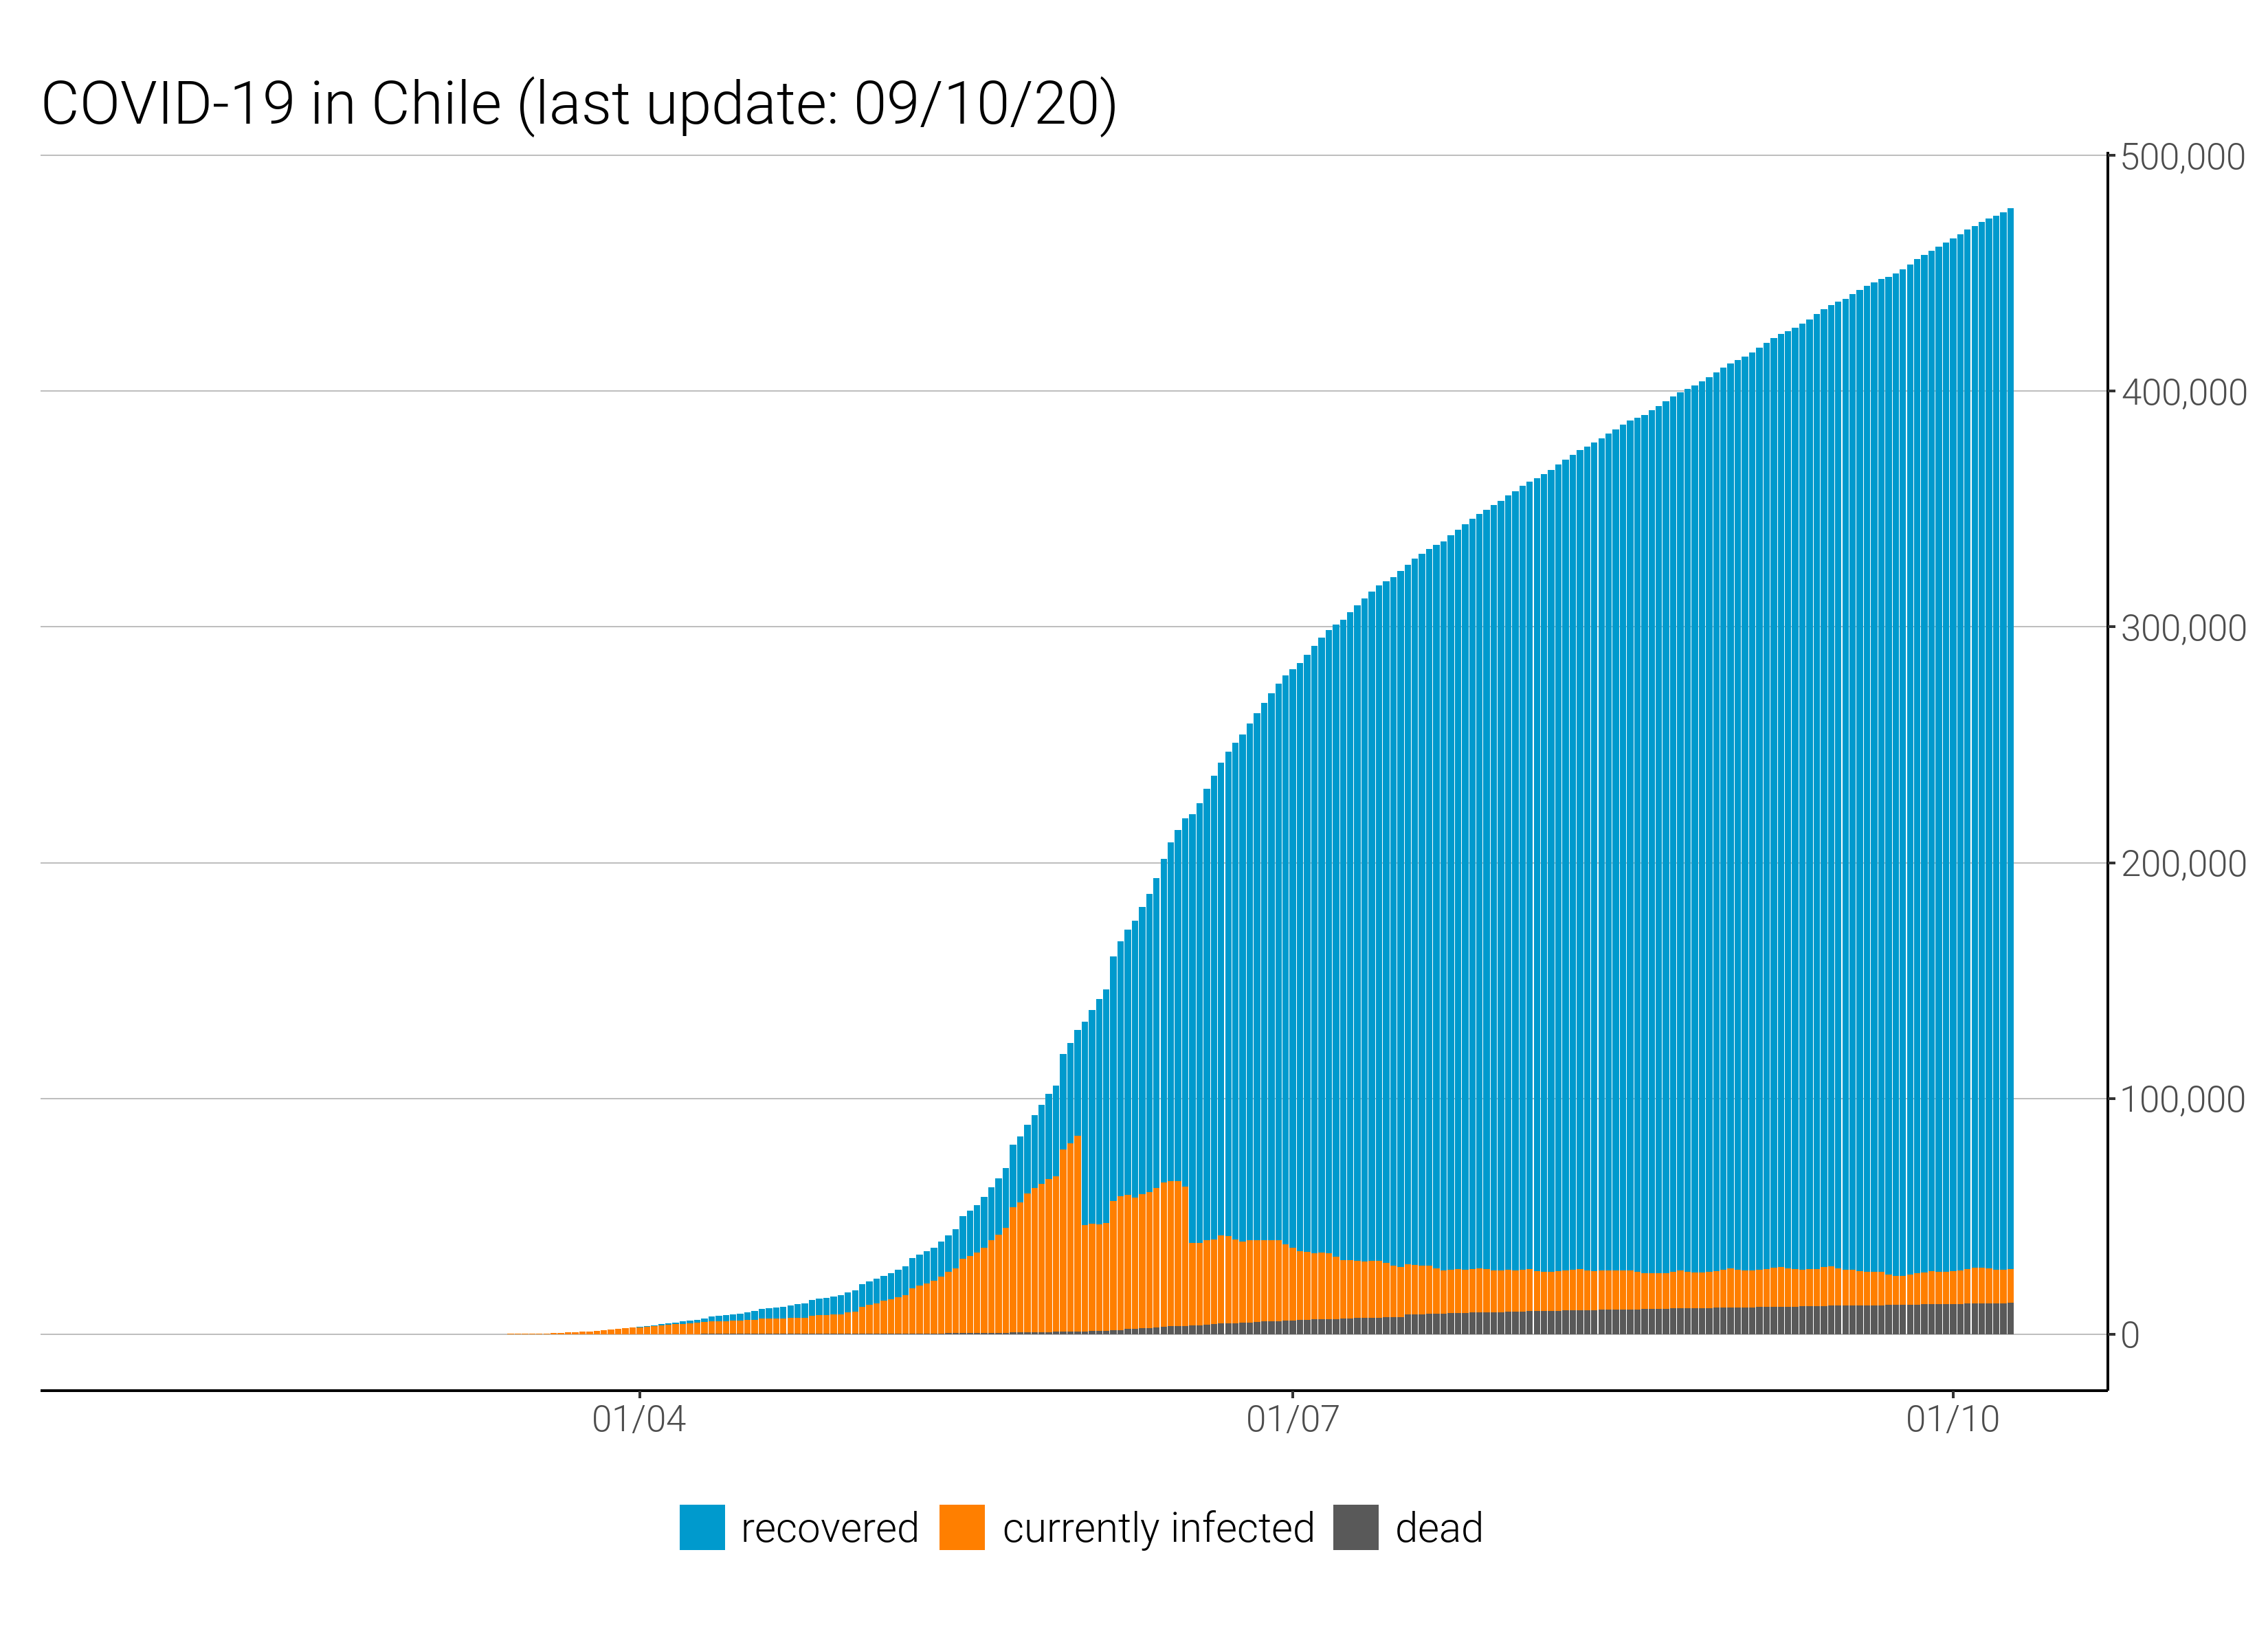 COVID-19 in Chile (last update: 09/10/20)
500,000
400,000
300,000
200,000
100,000
0
01/04 01/07 01/10
recovered currently infected dead